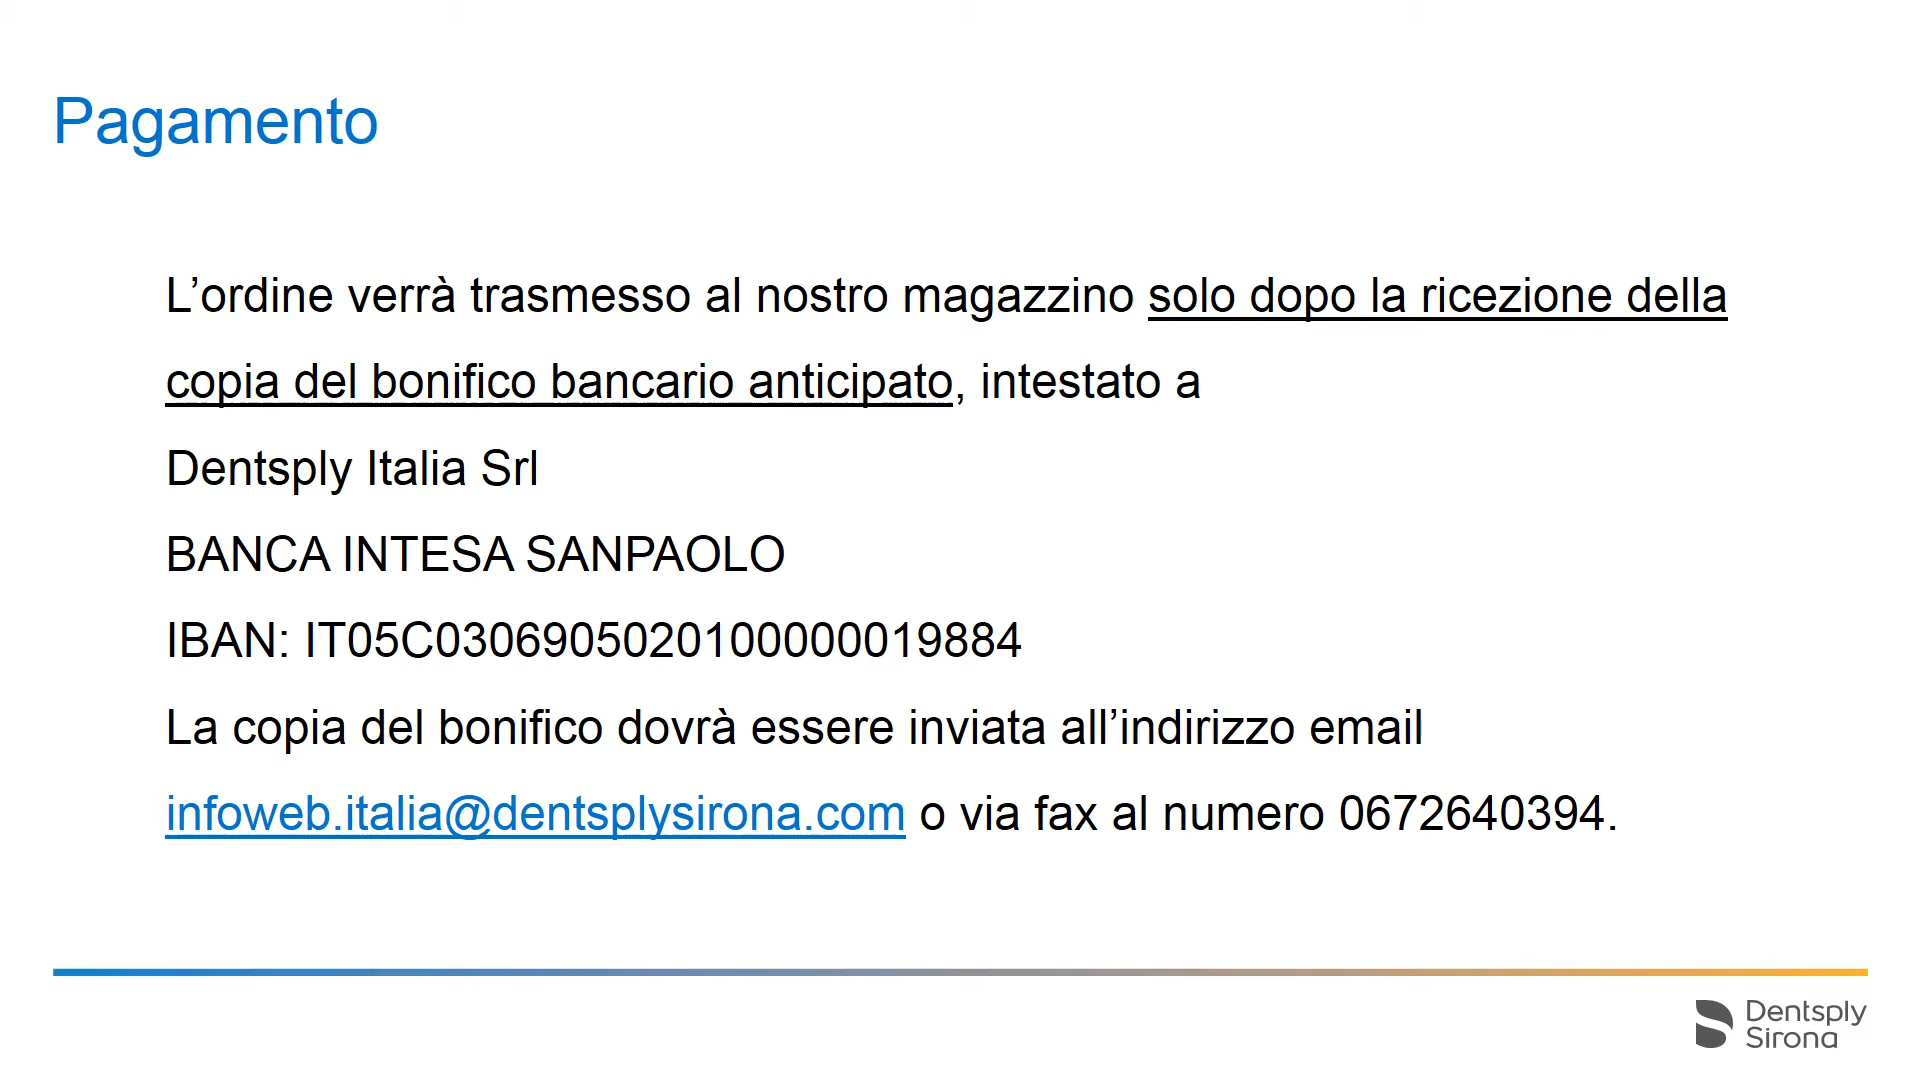 Pagamento
L’ordine verrà trasmesso al nostro magazzino solo dopo la ricezione della
copia del bonifico bancario anticipato, intestato a
Dentsply Italia Srl
BANCA INTESA SANPAOLO
IBAN: IT05C0306905020100000019884
La copia del bonifico dovrà essere inviata all’indirizzo email
infoweb.italia@dentsplysirona.com o via fax al numero 0672640394.
Dentsply
Sirona